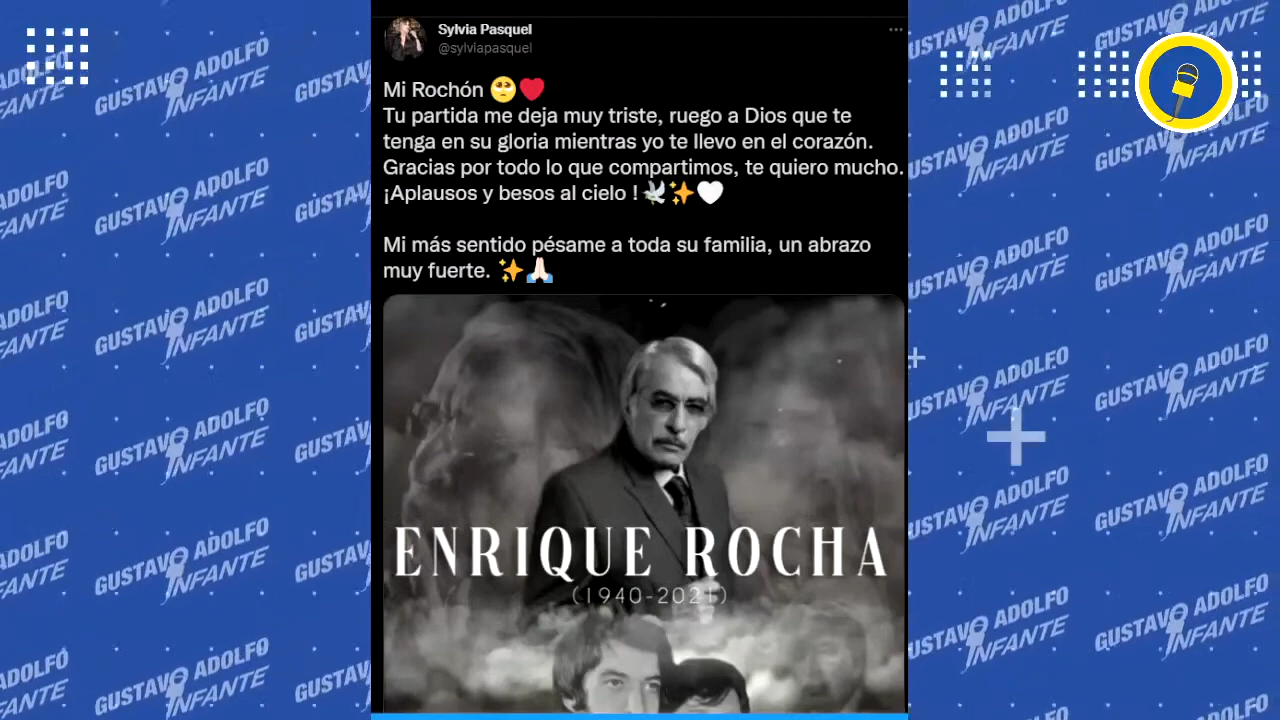 Sylvia Pasquel
@sylviapasquel
Mi Rochón 🥺❤️
Tu partida me deja muy triste, ruego a Dios que te
tenga en su gloria mientras yo te llevo en el corazón.
Gracias por todo lo que compartimos, te quiero mucho.
¡Aplausos y besos al cielo ! 🕊️✨🤍
Mi más sentido pésame a toda su familia, un abrazo
muy fuerte. ✨🙏🏻
ENRIQUE ROCHA
(1940-2021)
GUSTAVO ADOLFO
INFANTE